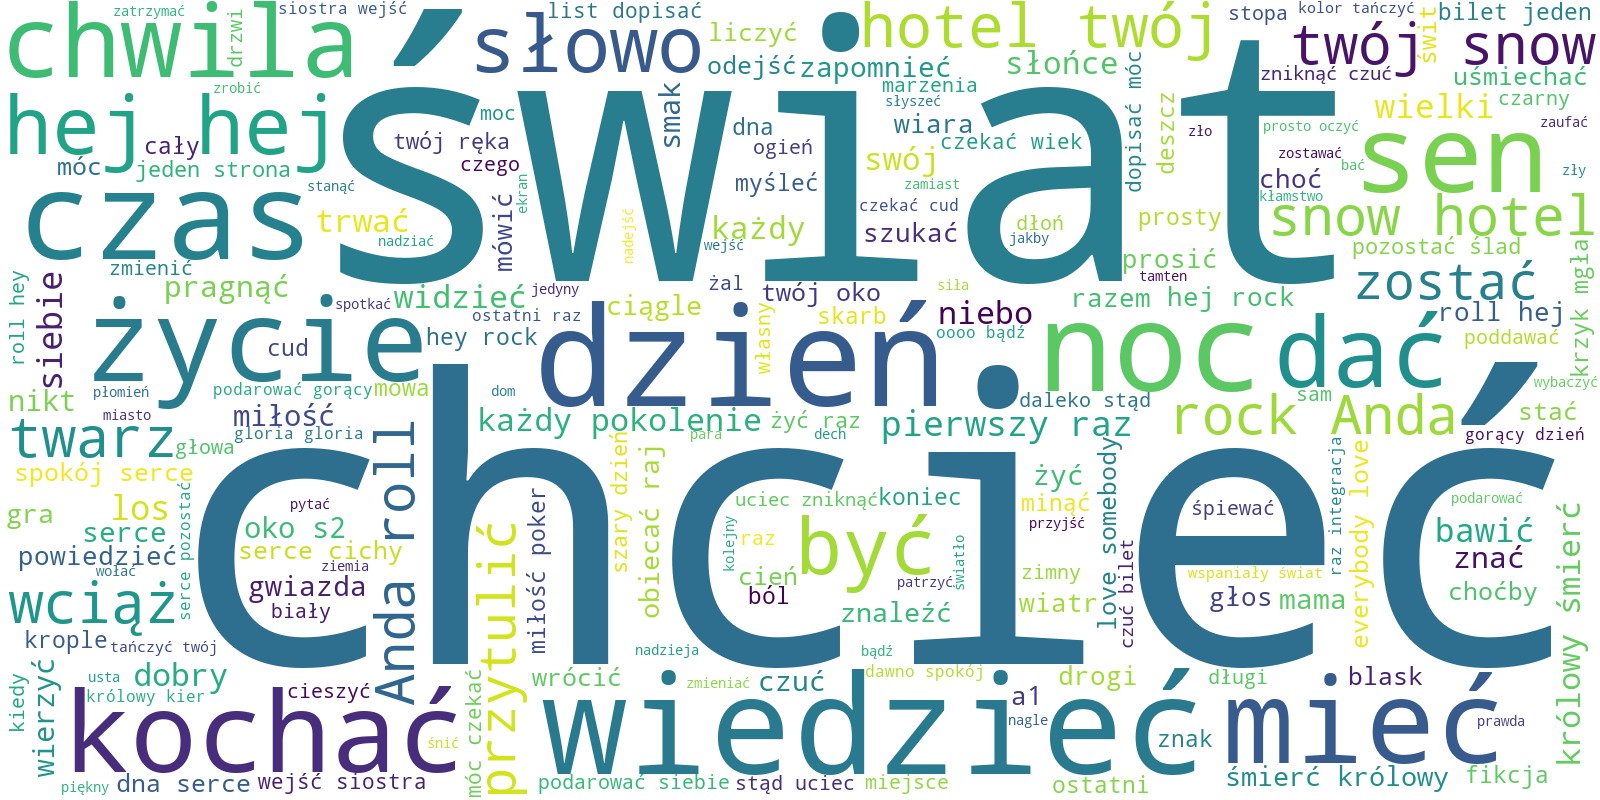 zatrzymać
siostra wejść
list dopisać
hotel twój
stopa
kolor tańczyć
bilet jeden
chwila
drzwi
słowo
liczyć
twój snow
świt
odejść
zapomnieć
słońce
zniknąć czuć
uśmiechać
zrobić
smak
marzenia
dopisać móc
wielki
czarny
hej hej
świat
moc
słyszeć
deszcz
zło
prosto oczyć
zaufać
cały
twój ręka
dna
ogień
wiara
czekać wiek
zostawać
sen
móc
jeden strona
czego
swój
bać
zły
czas
stanąć
ekran
myśleć
zamiast
choć
kłamstwo
trwać
mówić
nadejść
każdy
czekać cud
dłoń
prosty
snow hotel
nadziać
wejść
szukać
jakby
pozostać ślad
zmienić
prosić
tamten
krzyk mgła
roll hey
siebie
pragnąć
spotkać
widzieć
jedyny
ciągle
żal
twój oko
siła
razem hej rock
zostać
życie
ostatni raz
dzień
własny
skarb
niebo
noc
dać
roll hej
cud
hey rock
oooo bądź
poddawać
płomień
podarować gorący
mowa
dom
daleko stąd
sam
wybaczyć
nikt
miasto
miłość
każdy pokolenie
żyć raz
pierwszy raz
rock Anda
stać
twarz
głowa
gloria gloria
Anda roll
para
dech
gorący dzień
spokój serce
serce pozostać
chcieć
szary dzień
obiecać raj
love somebody
żyć
raz integracja
everybody love
gra
los
pytać
miłość poker
uciec zniknąć
koniec
minąć
śpiewać
podarować
królowy śmierć
serce
oko s2
przytulić
kolejny
raz
być
światło
przyjść
bawić
powiedzieć
serce cichy
wołać
ziemia
cień
patrzyć
czuć bilet
zimny
wspaniały świat
znać
wciąż
gwiazda
biały
ból
znaleźć
wiatr
głos
mama
choćby
krople
tańczyć twój
nadzieja
bądź
kiedy
wierzyć
usta
dobry
móc czekać
wrócić
zmieniać
czuć
dawno spokój
drogi
długi
blask
królowy kier
cieszyć
a1
kochać
śnić
wiedzieć
nagle
znak
mieć
prawda
piękny
dna serce
wejść siostra
podarować siebie
stąd uciec
miejsce
ostatni
śmierć królowy
fikcja